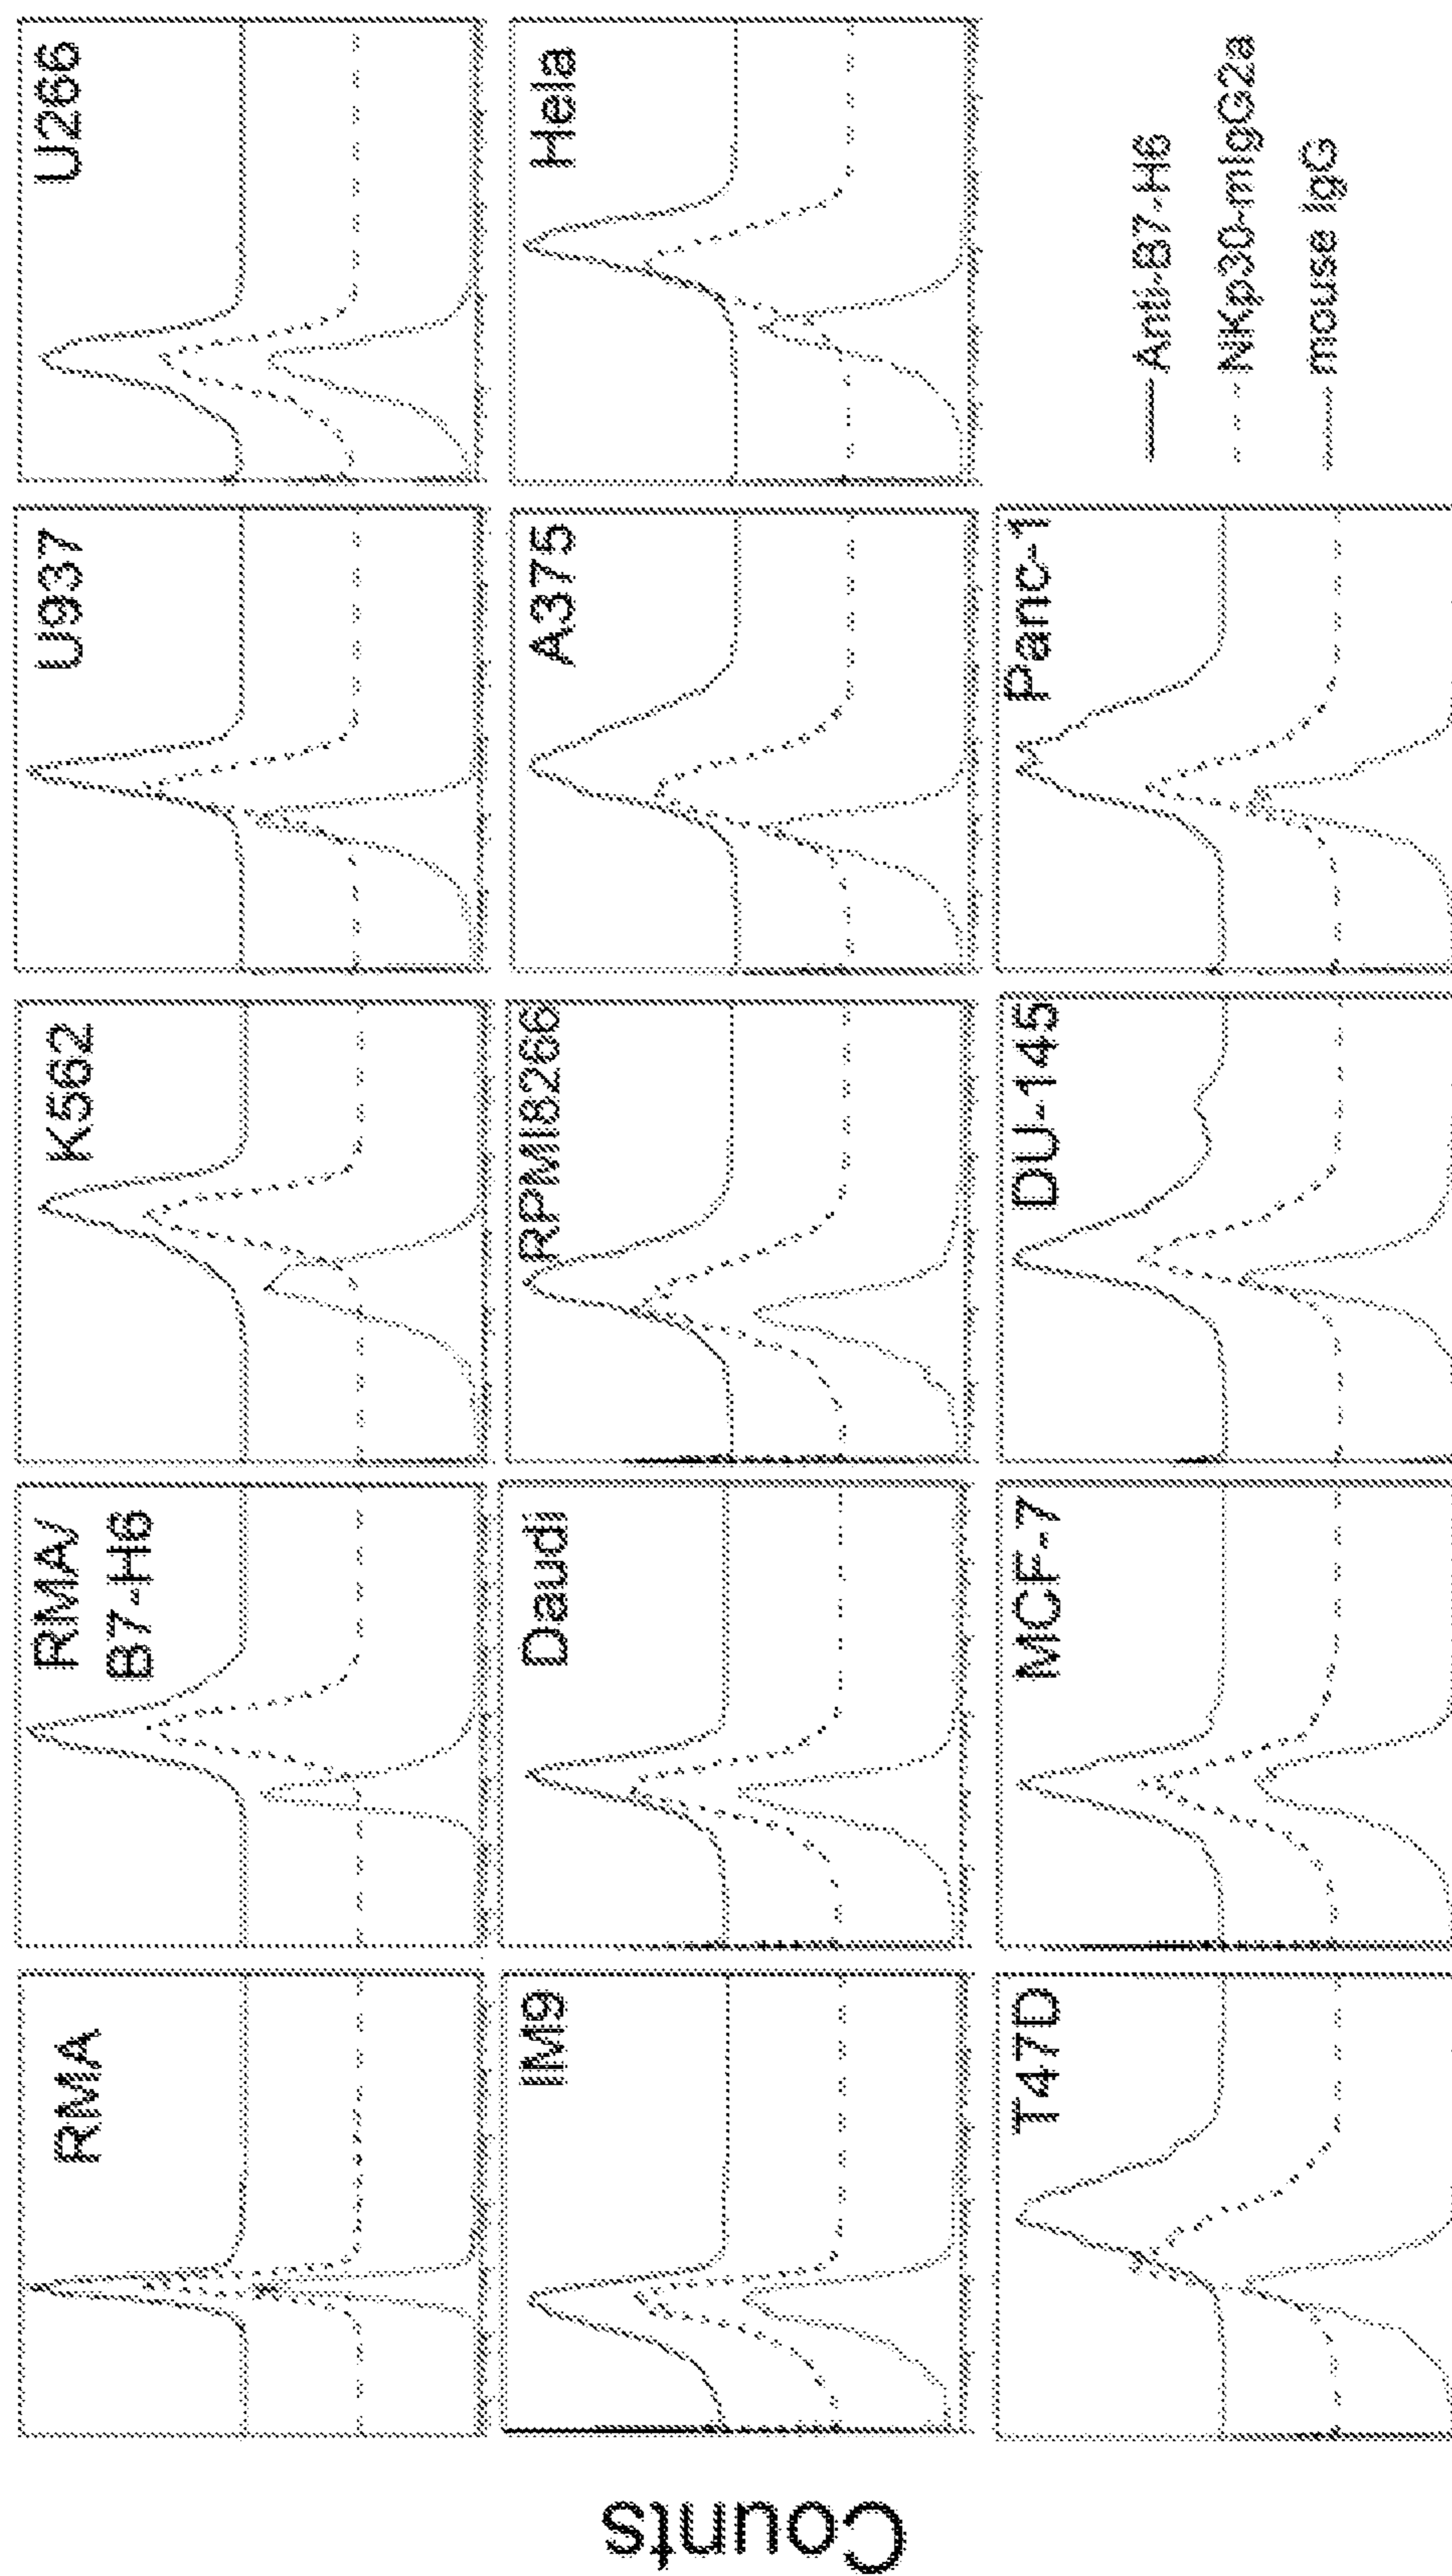 RMA
RMA/
B7-H6
K562
U937
U266
IM9
Daudi
RPMI8266
A375
Hela
T47D
MCF-7
DU-145
Panc-1
Anti-B7-H6
NKp30-mIgG2a
mouse IgG
Counts